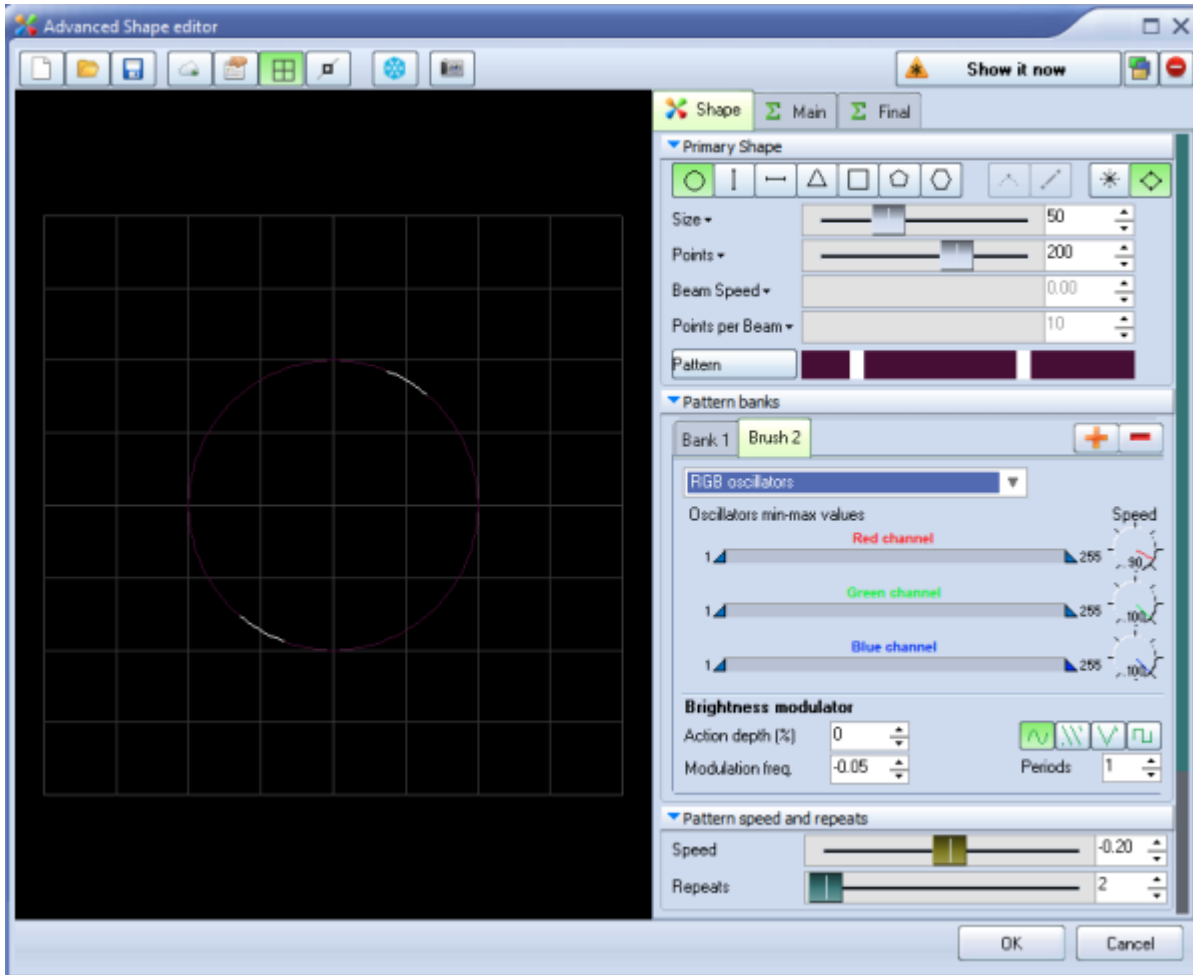 Advanced Shape editor
Show it now
Shape Σ Main Σ Final
Primary Shape
Size 50
Points 200
Beam Speed 0.00
Points per Beam 10
Pattern
Pattern banks
Bank 1 Brush 2
RGB oscillators
Oscillators min-max values Speed
Red channel
1 255 90
Green channel
1 255 100
Blue channel
1 255 100
Brightness modulator
Action depth (%) 0
Modulation freq. -0.05 Periods 1
Pattern speed and repeats
Speed -0.20
Repeats 2
OK Cancel